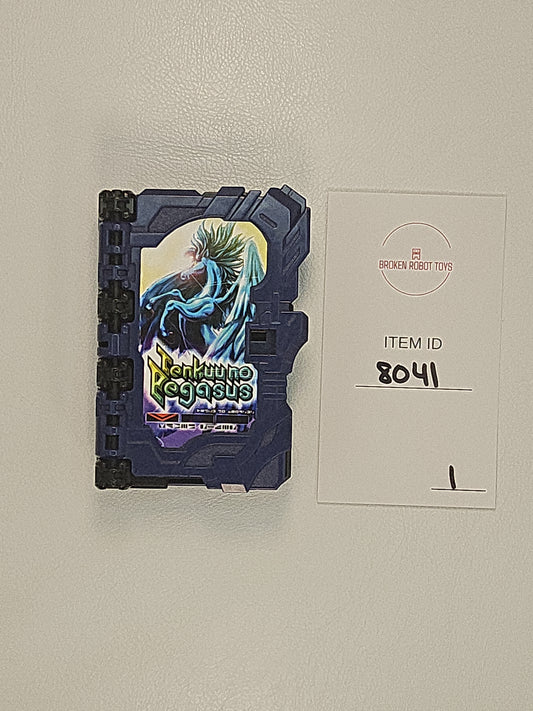 Tenkuu no
Pegasus
BROKEN ROBOT TOYS
ITEM ID
8041
1